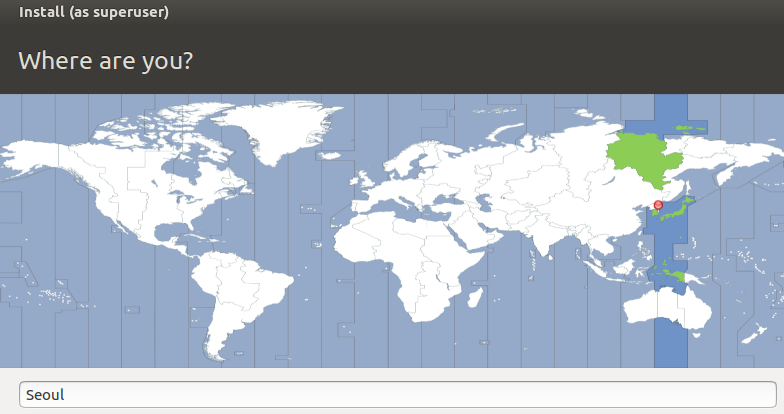 Install (as superuser)
Where are you?
Seoul